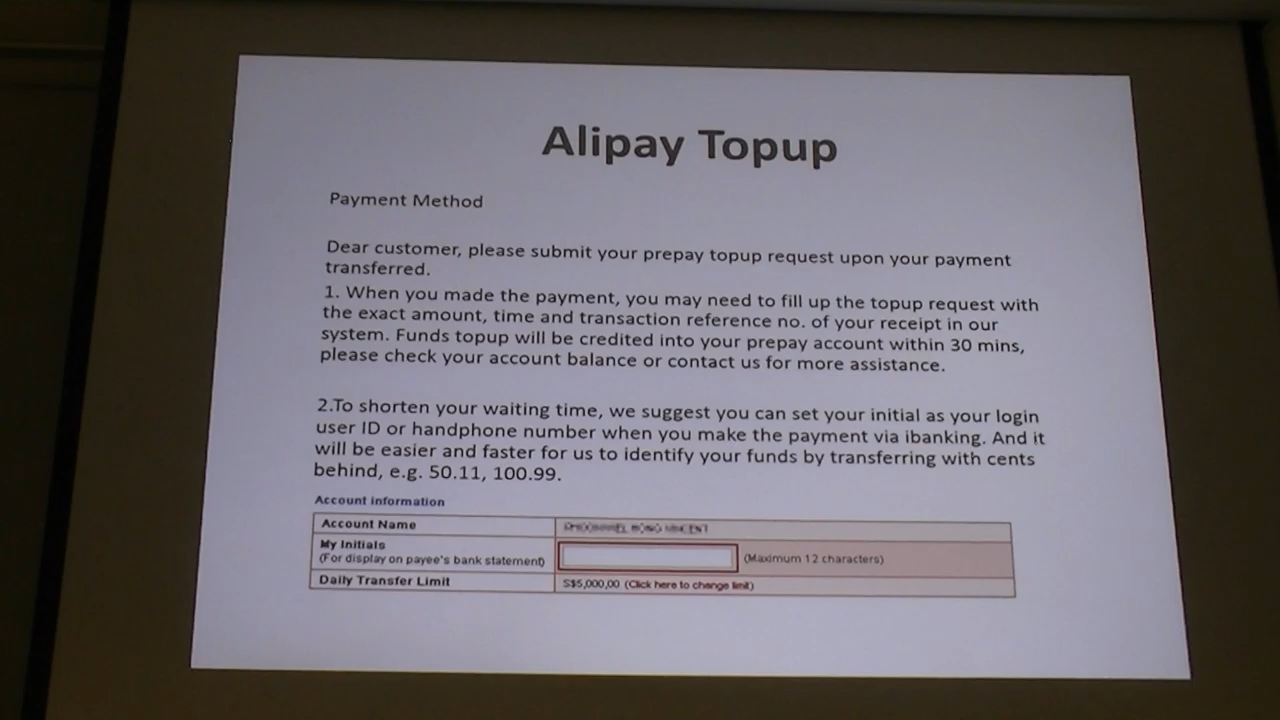 Alipay Topup
Payment Method
Dear customer, please submit your prepay topup request upon your payment
transferred.
1. When you made the payment, you may need to fill up the topup request with
the exact amount, time and transaction reference no. of your receipt in our
system. Funds topup will be credited into your prepay account within 30 mins,
please check your account balance or contact us for more assistance.
2.To shorten your waiting time, we suggest you can set your initial as your login
user ID or handphone number when you make the payment via ibanking. And it
will be easier and faster for us to identify your funds by transferring with cents
behind, e.g. 50.11, 100.99.
Account information
Account Name
My Initials
(For display on payee's bank statement) (Maximum 12 characters)
Daily Transfer Limit S$5,000,00 (Click here to change limit)